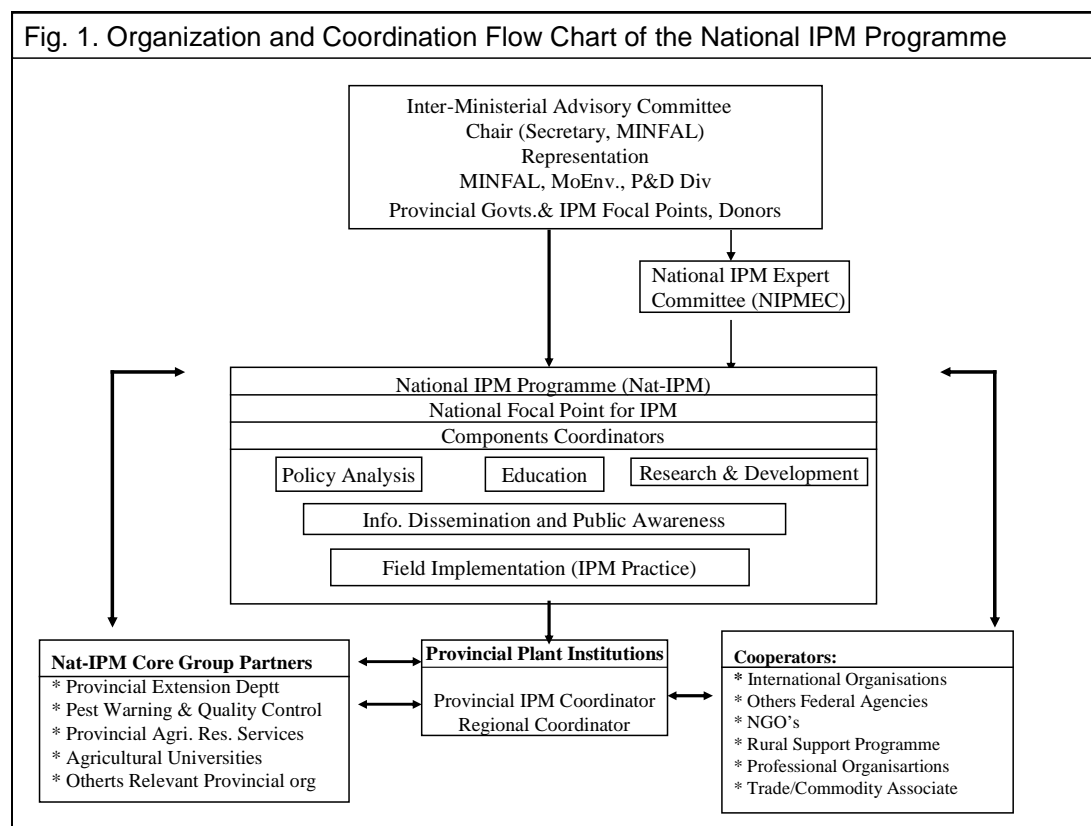 Fig. 1. Organization and Coordination Flow Chart of the National IPM Programme
Inter-Ministerial Advisory Committee
Chair (Secretary, MINFAL)
Representation
MINFAL, MoEnv., P&D Div
Provincial Govts.& IPM Focal Points, Donors
National IPM Expert
Committee (NIPMEC)
National IPM Programme (Nat-IPM)
National Focal Point for IPM
Components Coordinators
Policy Analysis
Education
Research & Development
Info. Dissemination and Public Awareness
Field Implementation (IPM Practice)
Nat-IPM Core Group Partners
* Provincial Extension Deptt
* Pest Warning & Quality Control
* Provincial Agri. Res. Services
* Agricultural Universities
* Otherts Relevant Provincial org
Provincial Plant Institutions
Provincial IPM Coordinator
Regional Coordinator
Cooperators:
* International Organisations
* Others Federal Agencies
* NGO's
* Rural Support Programme
* Professional Organisartions
* Trade/Commodity Associate